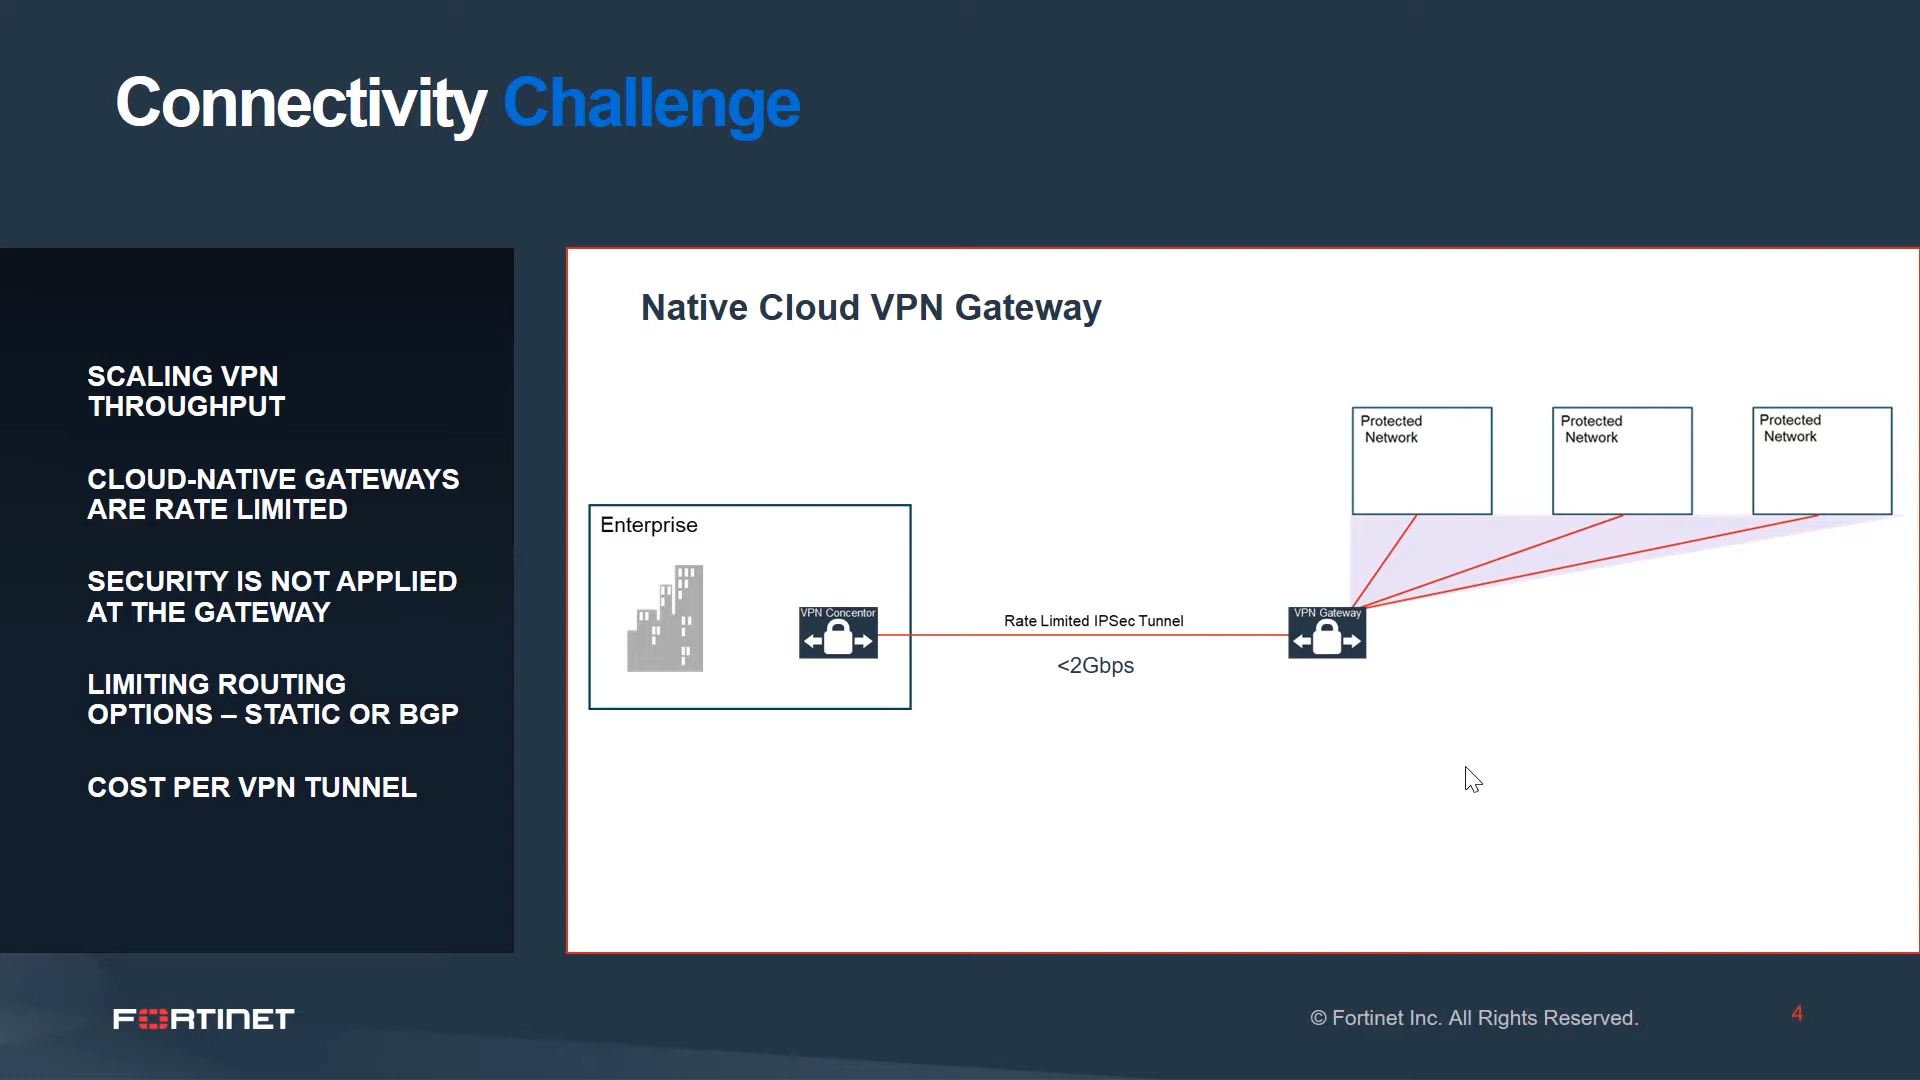 Connectivity Challenge
SCALING VPN
THROUGHPUT
CLOUD-NATIVE GATEWAYS
ARE RATE LIMITED
SECURITY IS NOT APPLIED
AT THE GATEWAY
LIMITING ROUTING
OPTIONS – STATIC OR BGP
COST PER VPN TUNNEL
Native Cloud VPN Gateway
Protected
Network
Protected
Network
Protected
Network
Enterprise
VPN Concentor
Rate Limited IPSec Tunnel
<2Gbps
VPN Gateway
FORTINET
© Fortinet Inc. All Rights Reserved.
4